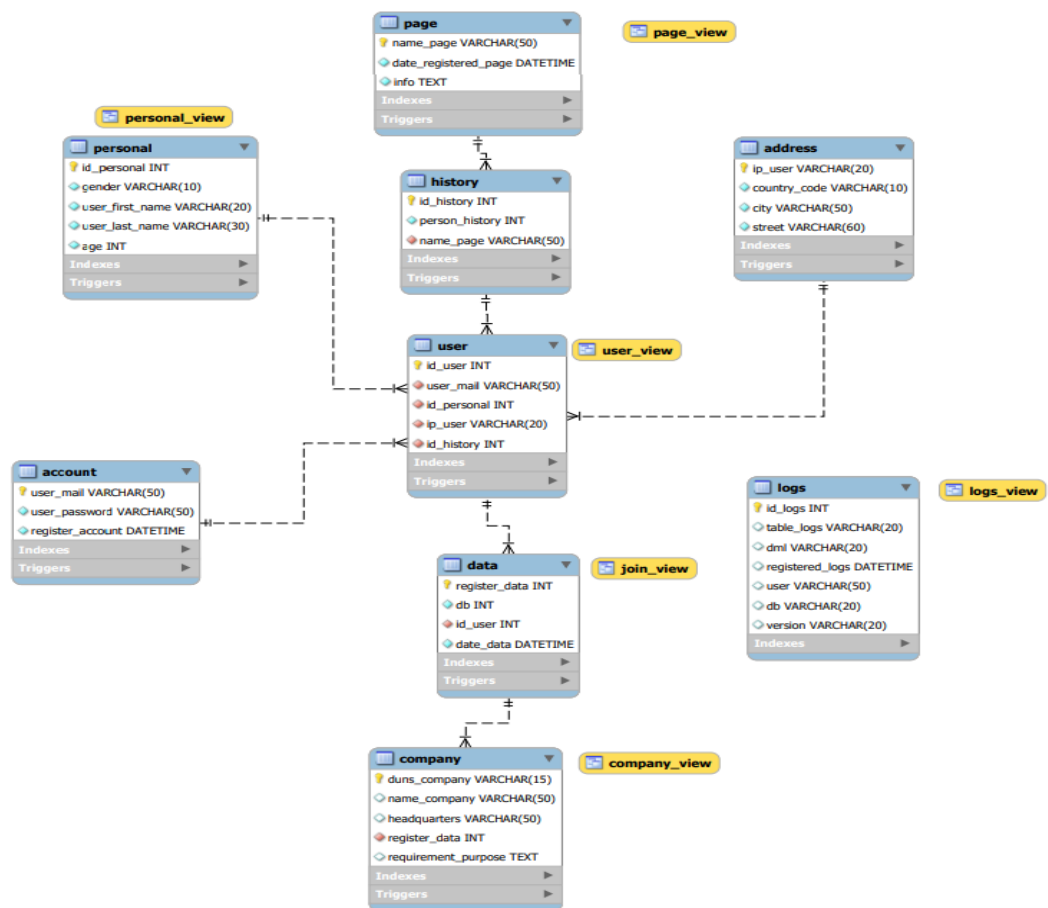 page
name_page VARCHAR(50)
date_registered_page DATETIME
info TEXT
Indexes
Triggers
page_view
personal_view
personal
id_personal INT
gender VARCHAR(10)
user_first_name VARCHAR(20)
user_last_name VARCHAR(30)
age INT
Indexes
Triggers
history
id_history INT
person_history INT
name_page VARCHAR(50)
Indexes
Triggers
address
ip_user VARCHAR(20)
country_code VARCHAR(10)
city VARCHAR(50)
street VARCHAR(60)
Indexes
Triggers
user
id_user INT
user_mail VARCHAR(50)
id_personal INT
ip_user VARCHAR(20)
id_history INT
Indexes
Triggers
user_view
account
user_mail VARCHAR(50)
user_password VARCHAR(50)
register_account DATETIME
Indexes
Triggers
logs
id_logs INT
table_logs VARCHAR(20)
dml VARCHAR(20)
registered_logs DATETIME
user VARCHAR(50)
db VARCHAR(20)
version VARCHAR(20)
Indexes
logs_view
data
register_data INT
db INT
id_user INT
date_data DATETIME
Indexes
Triggers
join_view
company
duns_company VARCHAR(15)
name_company VARCHAR(50)
headquarters VARCHAR(50)
register_data INT
requirement_purpose TEXT
Indexes
Triggers
company_view